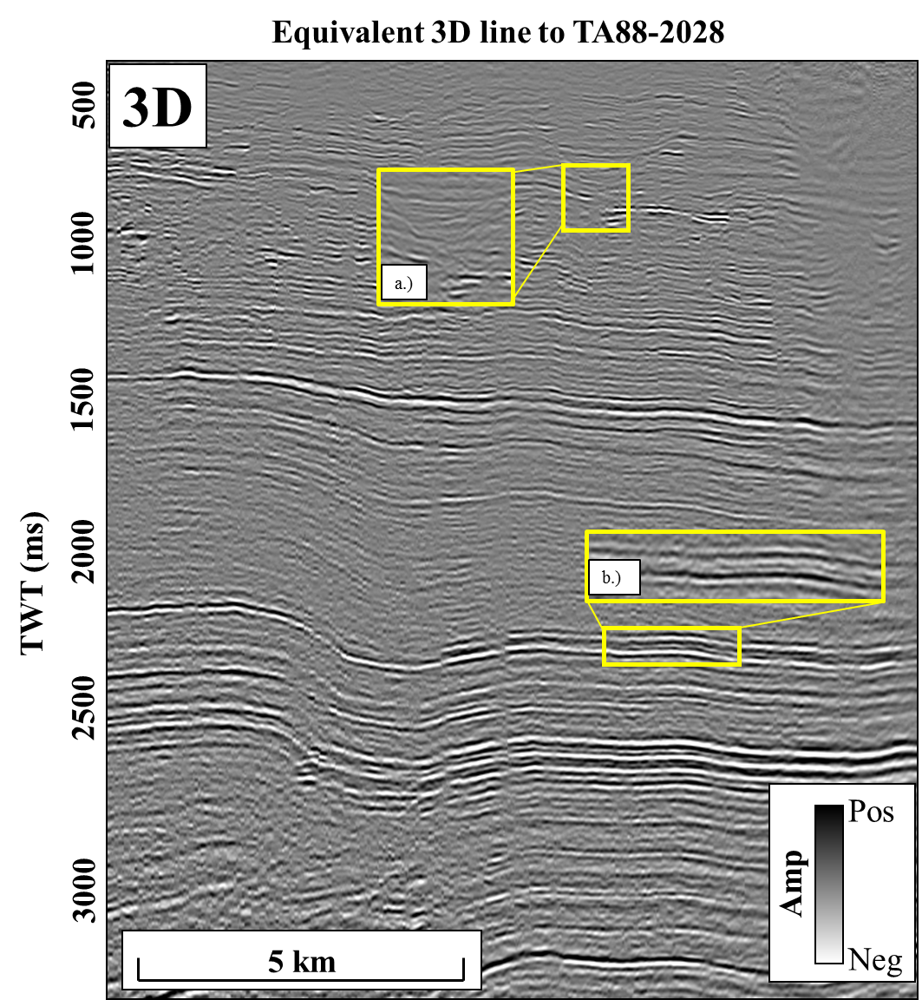 Equivalent 3D line to TA88-2028
3D
500
1000
1500
2000
2500
3000
TWT (ms)
a.)
b.)
5 km
Amp
Pos
Neg